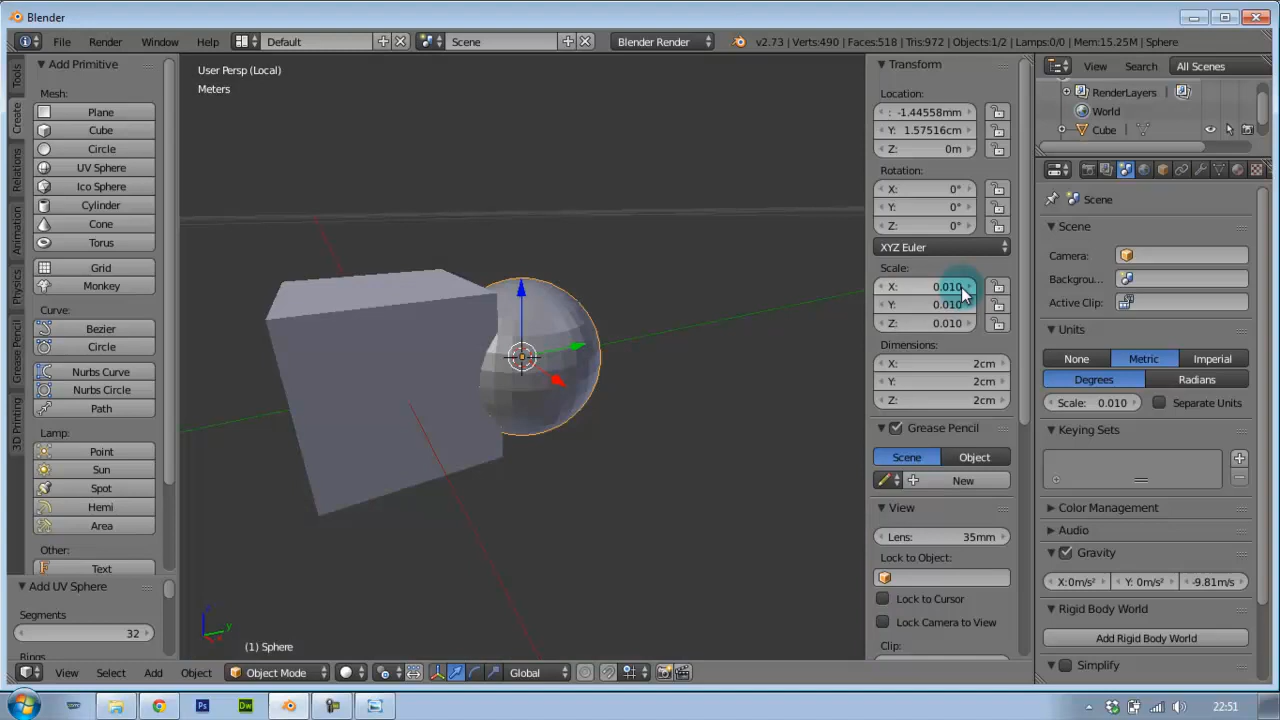 Blender
File Render Window Help Default Scene Blender Render v2.73 | Verts:490 | Faces:518 | Tris:972 | Objects:1/2 | Lamps:0/0 | Mem:15.25M | Sphere
Tools
Create
Relations
Animation
Physics
Grease Pencil
3D Printing
Add Primitive
Mesh:
Plane
Cube
Circle
UV Sphere
Ico Sphere
Cylinder
Cone
Torus
Grid
Monkey
Curve:
Bezier
Circle
Nurbs Curve
Nurbs Circle
Path
Lamp:
Point
Sun
Spot
Hemi
Area
Other:
Text
Add UV Sphere
Segments
32
User Persp (Local)
Meters
(1) Sphere
View Select Add Object Object Mode Global
Transform
Location:
: -1.44558mm
Y: 1.57516cm
Z: 0m
Rotation:
X: 0°
Y: 0°
Z: 0°
XYZ Euler
Scale:
X: 0.010
Y: 0.010
Z: 0.010
Dimensions:
X: 2cm
Y: 2cm
Z: 2cm
Grease Pencil
Scene Object
New
View
Lens: 35mm
Lock to Object:
Lock to Cursor
Lock Camera to View
Clip:
View Search All Scenes
RenderLayers
World
Cube
Scene
Scene
Camera:
Backgrou...
Active Clip:
Units
None Metric Imperial
Degrees Radians
Scale: 0.010 Separate Units
Keying Sets
Color Management
Audio
Gravity
X:0m/s² Y: 0m/s² -9.81m/s²
Rigid Body World
Add Rigid Body World
Simplify
Ps Dw 22:51